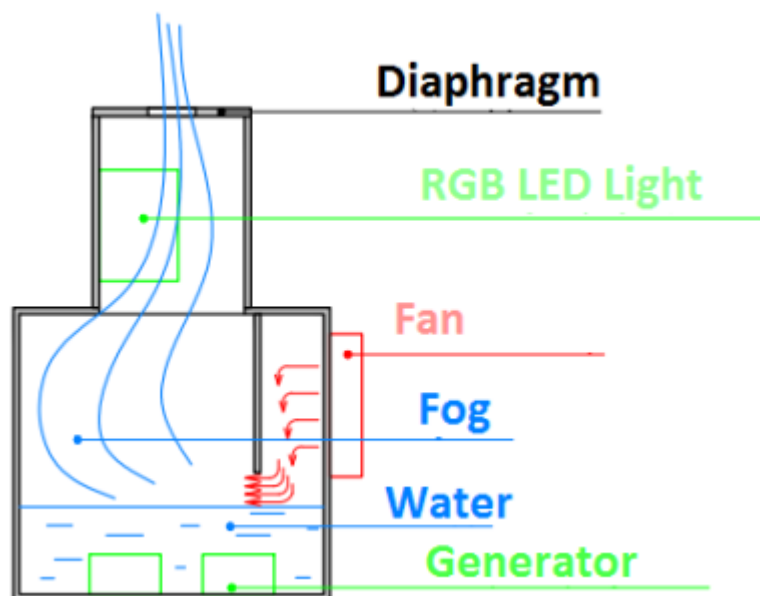 Diaphragm
RGB LED Light
Fan
Fog
Water
Generator